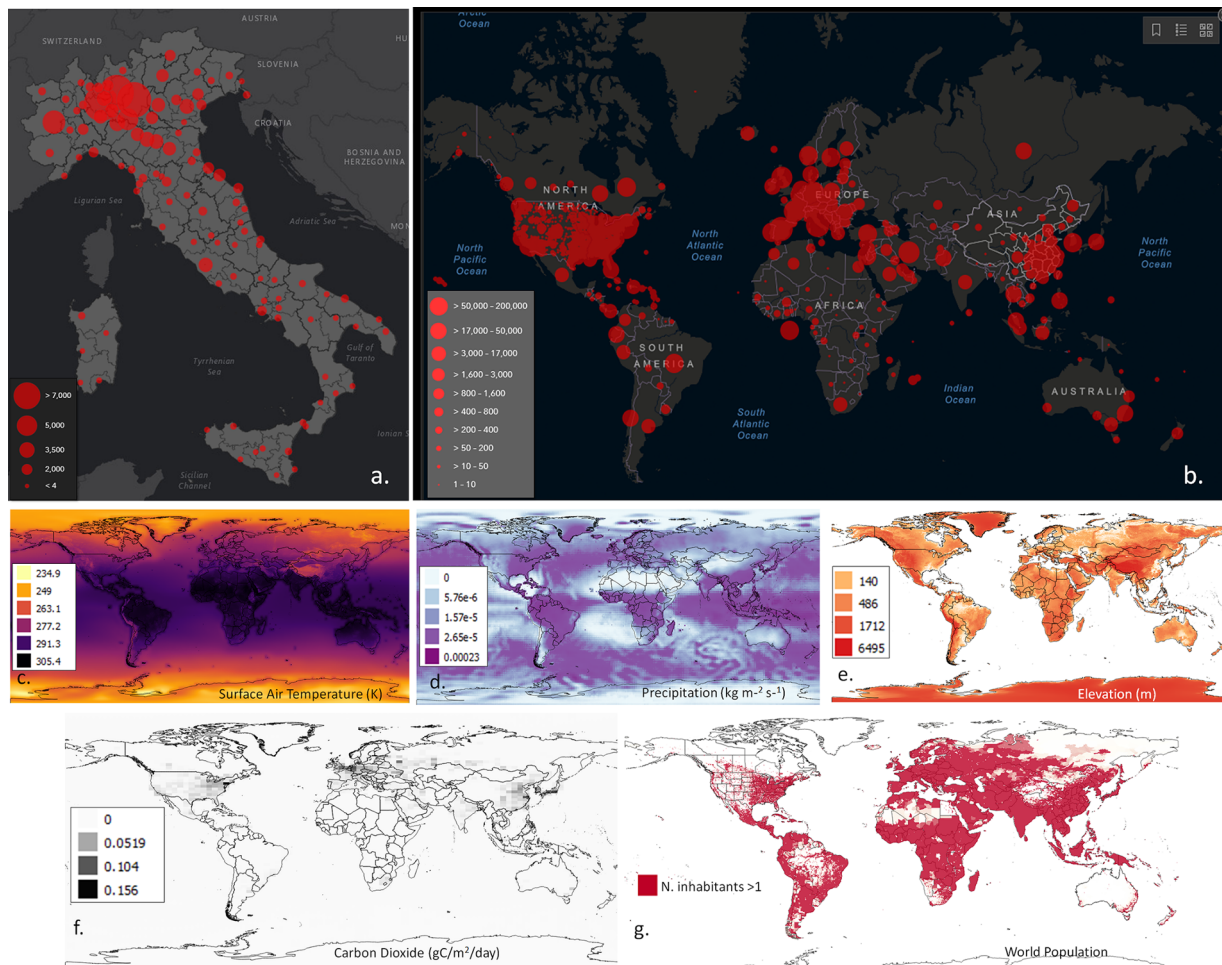 AUSTRIA
SWITZERLAND
HU
SLOVENIA
CROATIA
BOSNIA AND
HERZEGOVINA
Ligurian Sea
Adriatic Sea
MON
Tyrrhenian
Sea
Gulf of
Taranto
Ionian S
Sicilian
Channel
> 7,000
5,000
3,500
2,000
< 4
a.
Arctic
Ocean
NORTH
AMERICA
EUROPE
ASIA
North
Pacific
Ocean
North
Atlantic
Ocean
North
Pacific
Ocean
AFRICA
SOUTH
AMERICA
South
Atlantic
Ocean
Indian
Ocean
AUSTRALIA
> 50,000 - 200,000
> 17,000 - 50,000
> 3,000 - 17,000
> 1,600 - 3,000
> 800 - 1,600
> 400 - 800
> 200 - 400
> 50 - 200
> 10 - 50
1 - 10
b.
234.9
249
263.1
277.2
291.3
305.4
c.
Surface Air Temperature (K)
0
5.76e-6
1.57e-5
2.65e-5
0.00023
d.
Precipitation (kg m-² s-¹)
140
486
1712
6495
e.
Elevation (m)
0
0.0519
0.104
0.156
f.
Carbon Dioxide (gC/m²/day)
N. inhabitants >1
g.
World Population